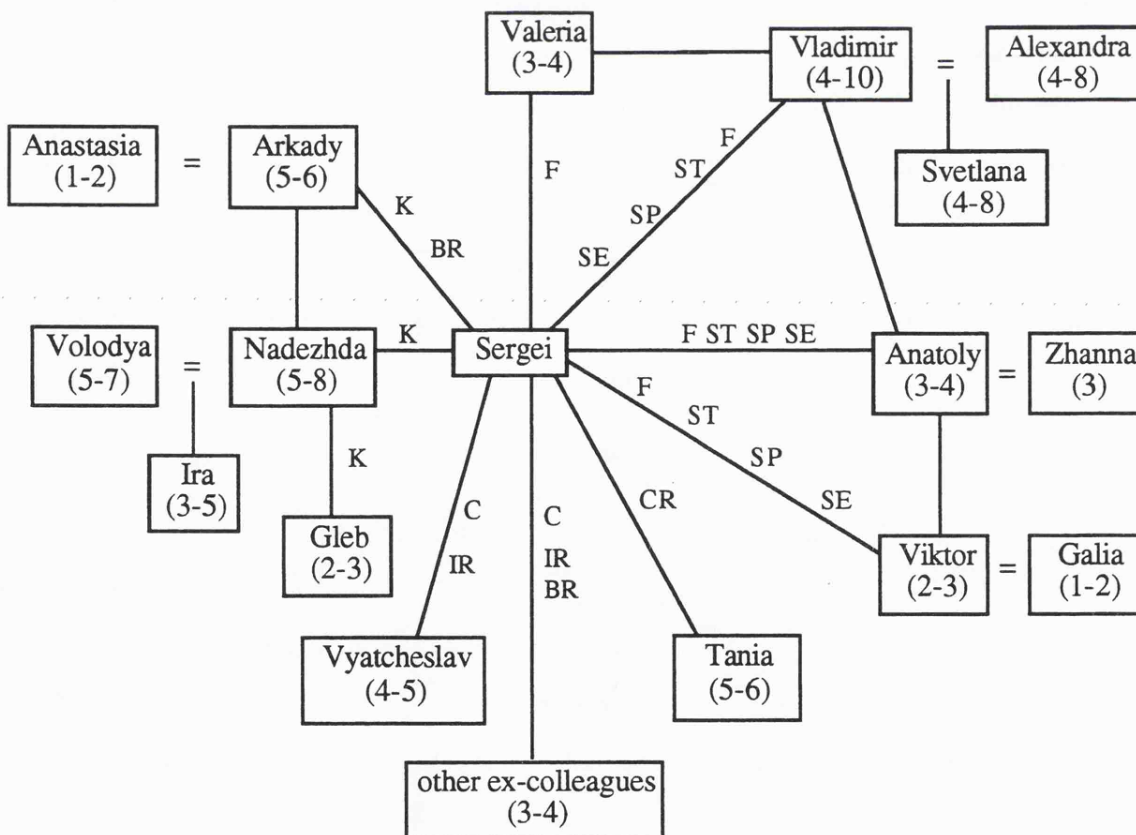 Valeria
(3-4)
Vladimir
(4-10)
=
Alexandra
(4-8)
Svetlana
(4-8)
Anastasia
(1-2)
=
Arkady
(5-6)
K
BR
F
F
ST
SP
SE
Volodya
(5-7)
=
Nadezhda
(5-8)
K
Sergei
F ST SP SE
Anatoly
(3-4)
=
Zhanna
(3)
Ira
(3-5)
K
Gleb
(2-3)
C
IR
C
IR
BR
CR
F
ST
SP
SE
Viktor
(2-3)
=
Galia
(1-2)
Vyatcheslav
(4-5)
Tania
(5-6)
other ex-colleagues
(3-4)